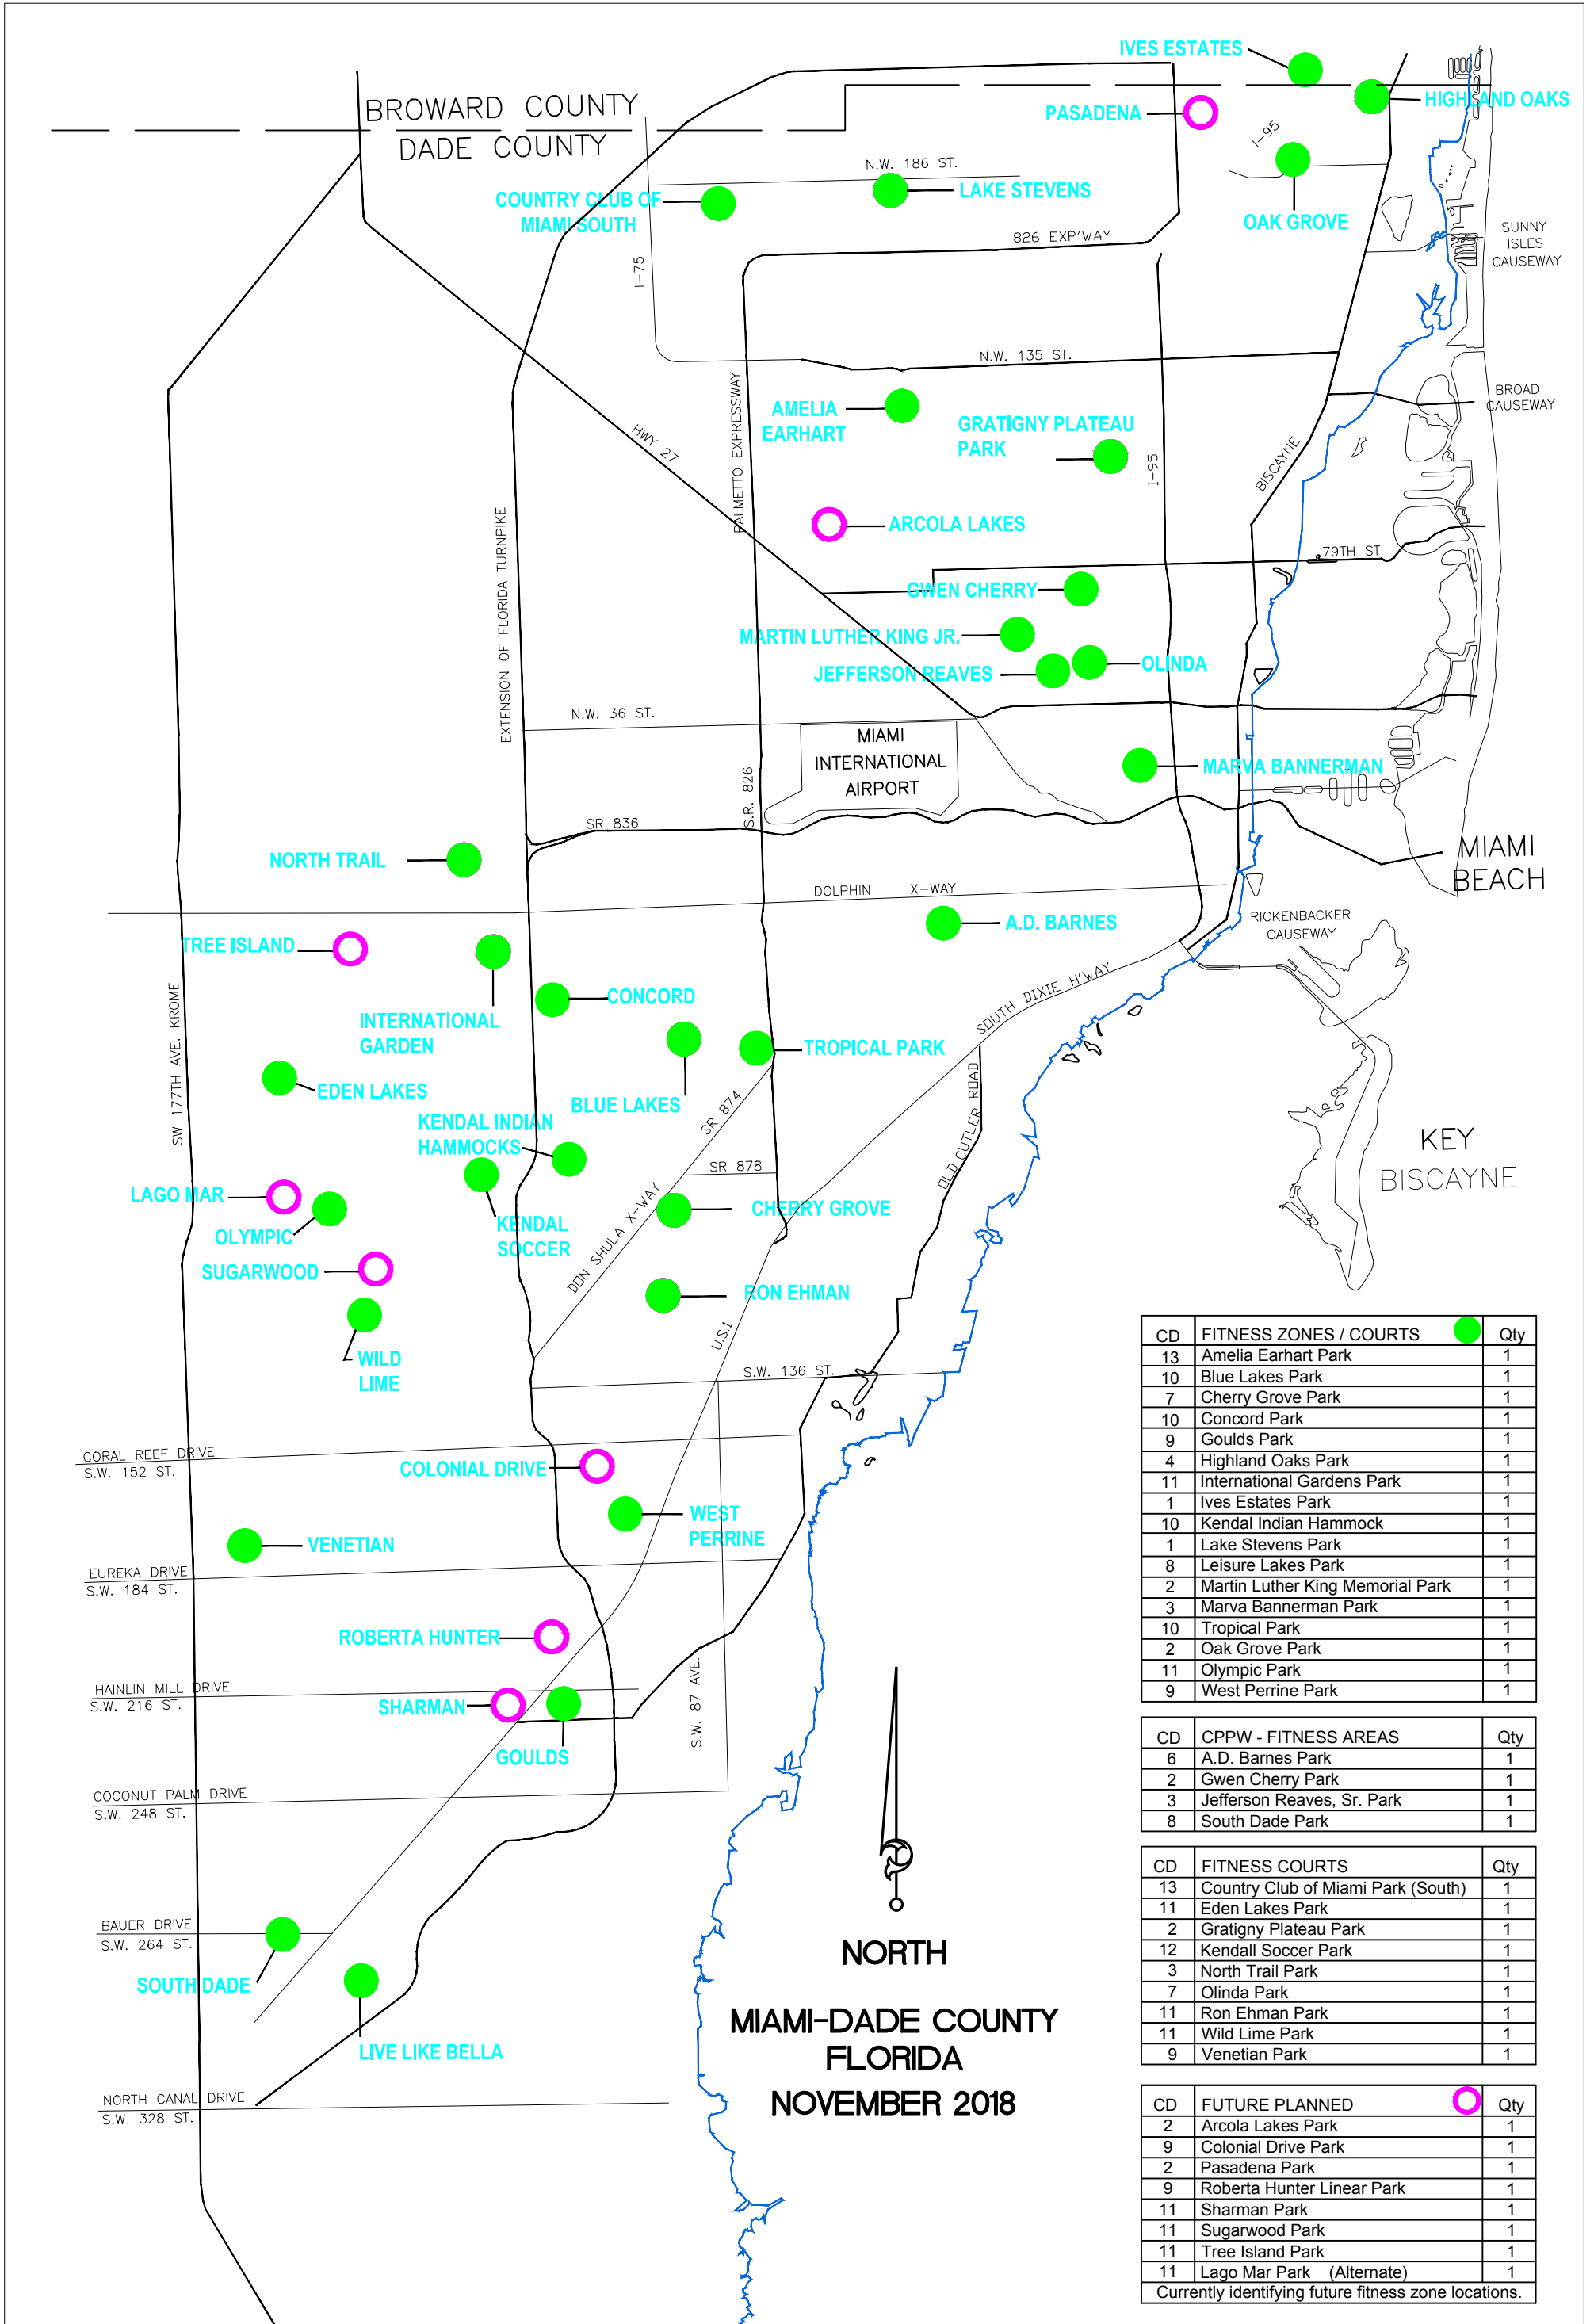 IVES ESTATES
BROWARD COUNTY
DADE COUNTY
PASADENA
HIGHLAND OAKS
I-95
N.W. 186 ST.
COUNTRY CLUB OF
MIAMI SOUTH
LAKE STEVENS
OAK GROVE
826 EXP'WAY
SUNNY
ISLES
CAUSEWAY
I-75
N.W. 135 ST.
PALMETTO EXPRESSWAY
AMELIA
EARHART
GRATIGNY PLATEAU
PARK
BROAD
CAUSEWAY
HWY 27
I-95
BISCAYNE
ARCOLA LAKES
EXTENSION OF FLORIDA TURNPIKE
79TH ST
GWEN CHERRY
MARTIN LUTHER KING JR.
JEFFERSON REAVES
OLINDA
N.W. 36 ST.
MIAMI
INTERNATIONAL
AIRPORT
MARVA BANNERMAN
S.R. 826
SR 836
NORTH TRAIL
MIAMI
BEACH
DOLPHIN X-WAY
A.D. BARNES
RICKENBACKER
CAUSEWAY
TREE ISLAND
SW 177TH AVE. KROME
INTERNATIONAL
GARDEN
CONCORD
SOUTH DIXIE H'WAY
TROPICAL PARK
EDEN LAKES
BLUE LAKES
SR 874
OLD CUTLER ROAD
KENDAL INDIAN
HAMMOCKS
SR 878
KEY
BISCAYNE
LAGO MAR
OLYMPIC
KENDAL
SOCCER
DON SHULA X-WAY
CHERRY GROVE
SUGARWOOD
RON EHMAN
WILD
LIME
U.S.1
S.W. 136 ST.
CORAL REEF DRIVE
S.W. 152 ST.
COLONIAL DRIVE
WEST
PERRINE
VENETIAN
EUREKA DRIVE
S.W. 184 ST.
ROBERTA HUNTER
HAINLIN MILL DRIVE
S.W. 216 ST.
SHARMAN
GOULDS
S.W. 87 AVE.
COCONUT PALM DRIVE
S.W. 248 ST.
BAUER DRIVE
S.W. 264 ST.
SOUTH DADE
LIVE LIKE BELLA
NORTH CANAL DRIVE
S.W. 328 ST.
NORTH
MIAMI-DADE COUNTY
FLORIDA
NOVEMBER 2018
CD FITNESS ZONES / COURTS Qty
13 Amelia Earhart Park 1
10 Blue Lakes Park 1
7 Cherry Grove Park 1
10 Concord Park 1
9 Goulds Park 1
4 Highland Oaks Park 1
11 International Gardens Park 1
1 Ives Estates Park 1
10 Kendal Indian Hammock 1
1 Lake Stevens Park 1
8 Leisure Lakes Park 1
2 Martin Luther King Memorial Park 1
3 Marva Bannerman Park 1
10 Tropical Park 1
2 Oak Grove Park 1
11 Olympic Park 1
9 West Perrine Park 1
CD CPPW - FITNESS AREAS Qty
6 A.D. Barnes Park 1
2 Gwen Cherry Park 1
3 Jefferson Reaves, Sr. Park 1
8 South Dade Park 1
CD FITNESS COURTS Qty
13 Country Club of Miami Park (South) 1
11 Eden Lakes Park 1
2 Gratigny Plateau Park 1
12 Kendall Soccer Park 1
3 North Trail Park 1
7 Olinda Park 1
11 Ron Ehman Park 1
11 Wild Lime Park 1
9 Venetian Park 1
CD FUTURE PLANNED Qty
2 Arcola Lakes Park 1
9 Colonial Drive Park 1
2 Pasadena Park 1
9 Roberta Hunter Linear Park 1
11 Sharman Park 1
11 Sugarwood Park 1
11 Tree Island Park 1
11 Lago Mar Park (Alternate) 1
Currently identifying future fitness zone locations.